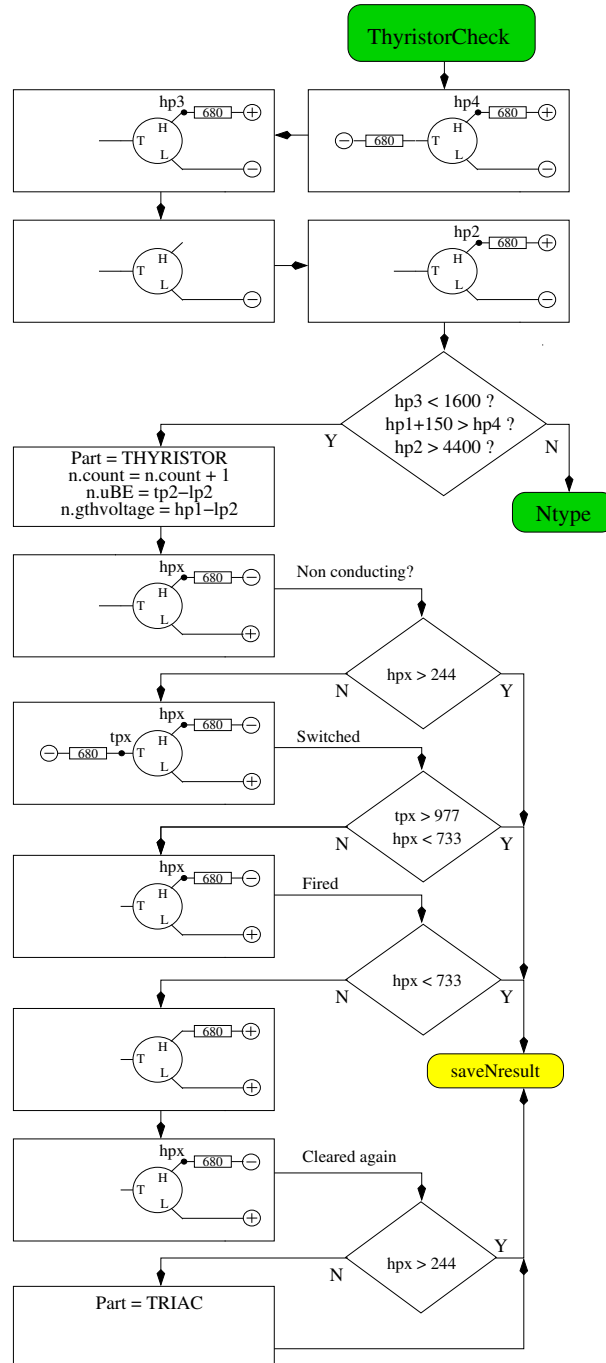 ThyristorCheck
hp4
H
680
+
−
680
T
L
−
hp3
H
680
+
T
L
−
H
T
L
−
hp2
H
680
+
T
L
−
hp3 < 1600 ?
hp1+150 > hp4 ?
hp2 > 4400 ?
Y
N
Ntype
Part = THYRISTOR
n.count = n.count + 1
n.uBE = tp2−lp2
n.gthvoltage = hp1−lp2
hpx
H
680
−
T
L
+
Non conducting?
hpx > 244
N
Y
hpx
H
680
−
tpx
−
680
T
L
+
Switched
tpx > 977
hpx < 733
N
Y
hpx
H
680
−
T
L
+
Fired
hpx < 733
N
Y
H
680
+
T
L
+
saveNresult
hpx
H
680
−
T
L
+
Cleared again
hpx > 244
N
Y
Part = TRIAC